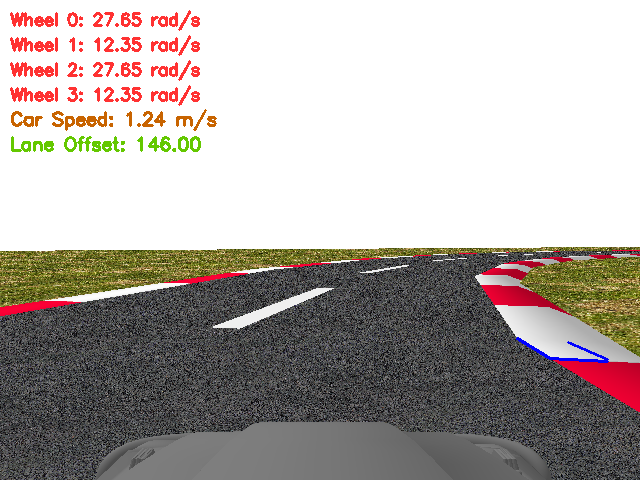 Wheel 0: 27.65 rad/s
Wheel 1: 12.35 rad/s
Wheel 2: 27.65 rad/s
Wheel 3: 12.35 rad/s
Car Speed: 1.24 m/s
Lane Offset: 146.00